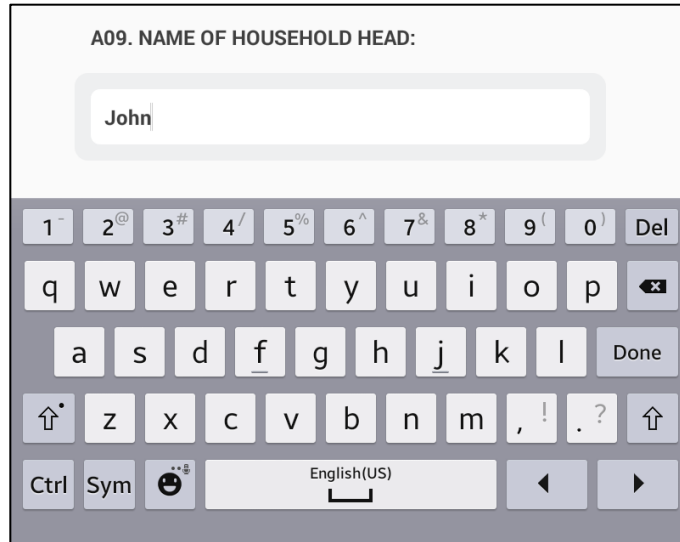 A09. NAME OF HOUSEHOLD HEAD:
John
1 - 2 @ 3 # 4 / 5 % 6 ^ 7 & 8 * 9 ( 0 ) Del
q w e r t y u i o p
a s d f g h j k l Done
z x c v b n m , ! . ?
Ctrl Sym English(US)